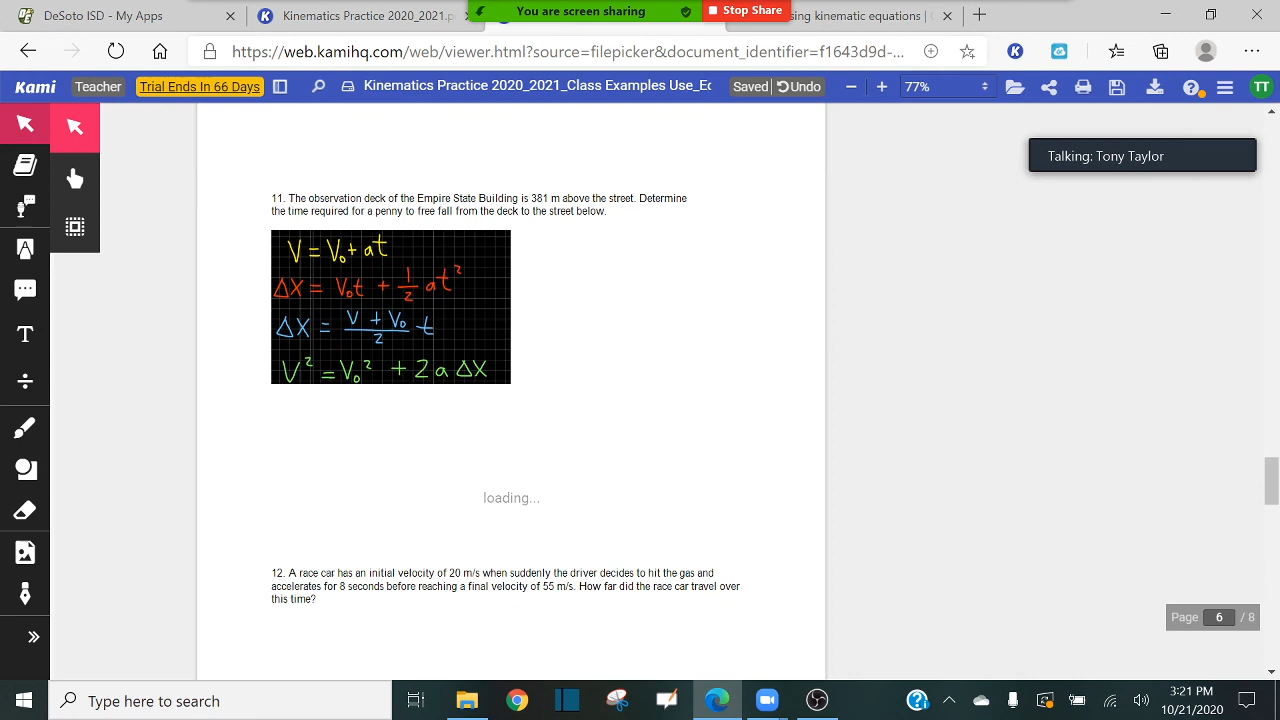 Desmos - My Apps
Kinematics Practice 2020_2021.p
You are screen sharing
Stop Share
sing kinematic equations (
https://web.kamihq.com/web/viewer.html?source=filepicker&document_identifier=f1643d9d-...
Kami
Teacher
Trial Ends In 66 Days
Kinematics Practice 2020_2021_Class Examples Use_Ec
Saved
Undo
77%
TT
Talking: Tony Taylor
11. The observation deck of the Empire State Building is 381 m above the street. Determine
the time required for a penny to free fall from the deck to the street below.
V = V₀ + at
ΔX = V₀t + 1/2 at²
ΔX = (V + V₀)/2 t
V² = V₀² + 2 a ΔX
loading...
12. A race car has an initial velocity of 20 m/s when suddenly the driver decides to hit the gas and
accelerates for 8 seconds before reaching a final velocity of 55 m/s. How far did the race car travel over
this time?
Page 6 / 8
Type here to search
3:21 PM
10/21/2020